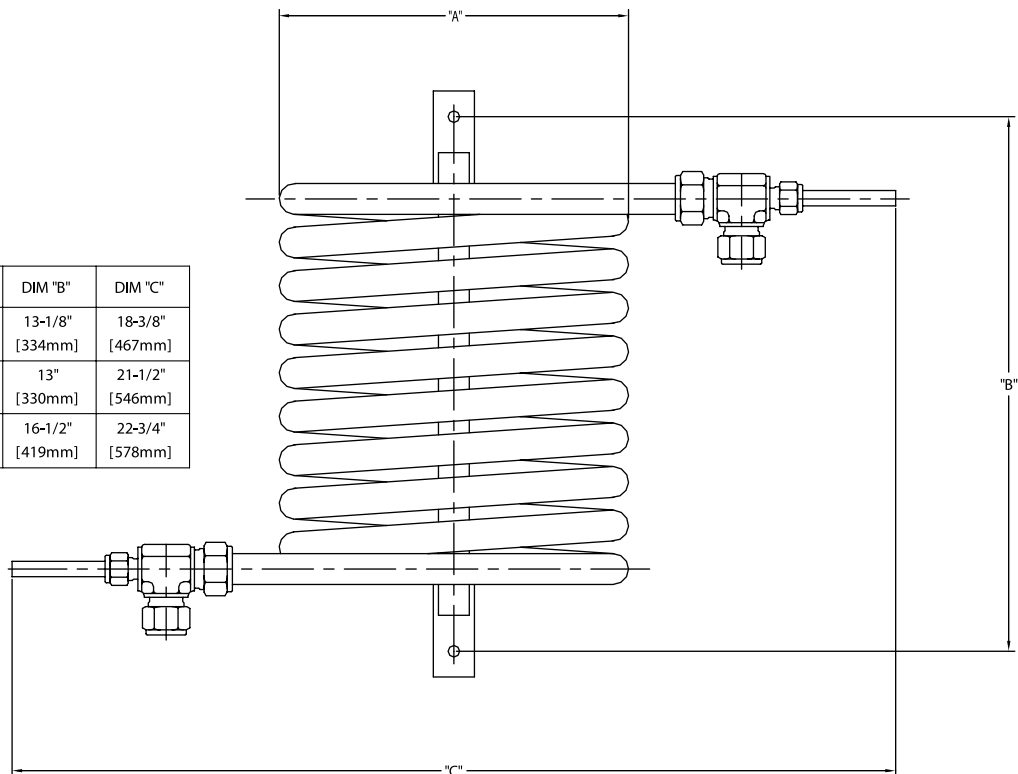 "A"
DIM "B" DIM "C"
13-1/8" 18-3/8"
[334mm] [467mm]
13" 21-1/2"
[330mm] [546mm]
16-1/2" 22-3/4"
[419mm] [578mm]
"B"
"C"